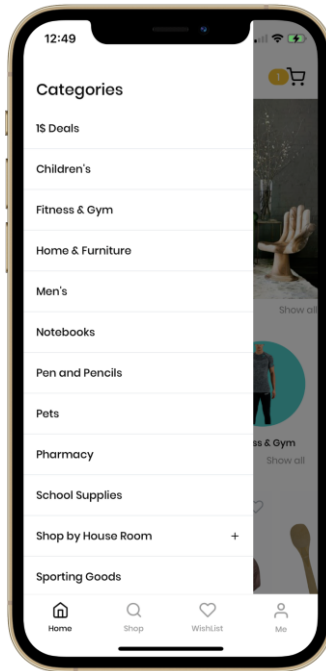 12:49
1
Categories
1$ Deals
Children's
Fitness & Gym
Home & Furniture
Men's
Show all
Notebooks
Pen and Pencils
Pets
ss & Gym
Pharmacy
Show all
School Supplies
Shop by House Room +
Sporting Goods
Home Shop WishList Me